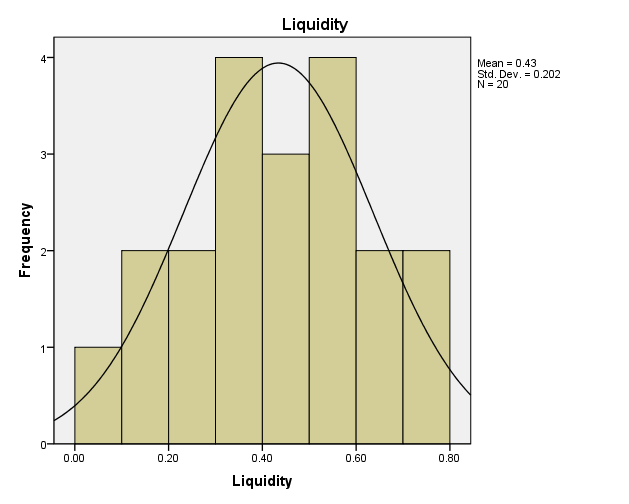 Liquidity
Mean = 0.43
Std. Dev. = 0.202
N = 20
Frequency
4
3
2
1
0
0.00 0.20 0.40 0.60 0.80
Liquidity